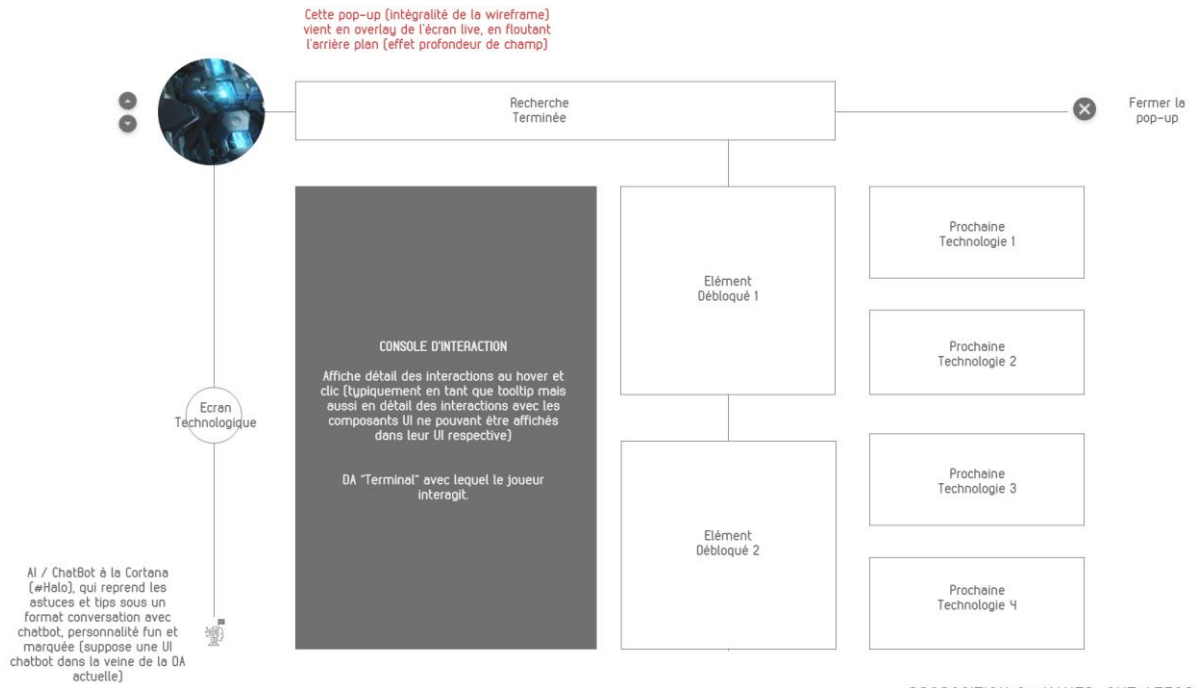 Cette pop-up (intégralité de la wireframe)
vient en overlay de l'écran live, en floutant
l'arrière plan (effet profondeur de champ)
Recherche
Terminée
Fermer la
pop-up
Prochaine
Technologie 1
Elément
Débloqué 1
Prochaine
Technologie 2
CONSOLE D'INTERACTION
Affiche détail des interactions au hover et
clic (typiquement en tant que tooltip mais
aussi en détail des interactions avec les
composants UI ne pouvant être affichés
dans leur UI respective)
DA "Terminal" avec lequel le joueur
interagit.
Ecran
Technologique
Prochaine
Technologie 3
Elément
Débloqué 2
Prochaine
Technologie 4
AI / ChatBot à la Cortana
(#Halo), qui reprend les
astuces et tips sous un
format conversation avec
chatbot, personnalité fun et
marquée (suppose une UI
chatbot dans la veine de la DA
actuelle)